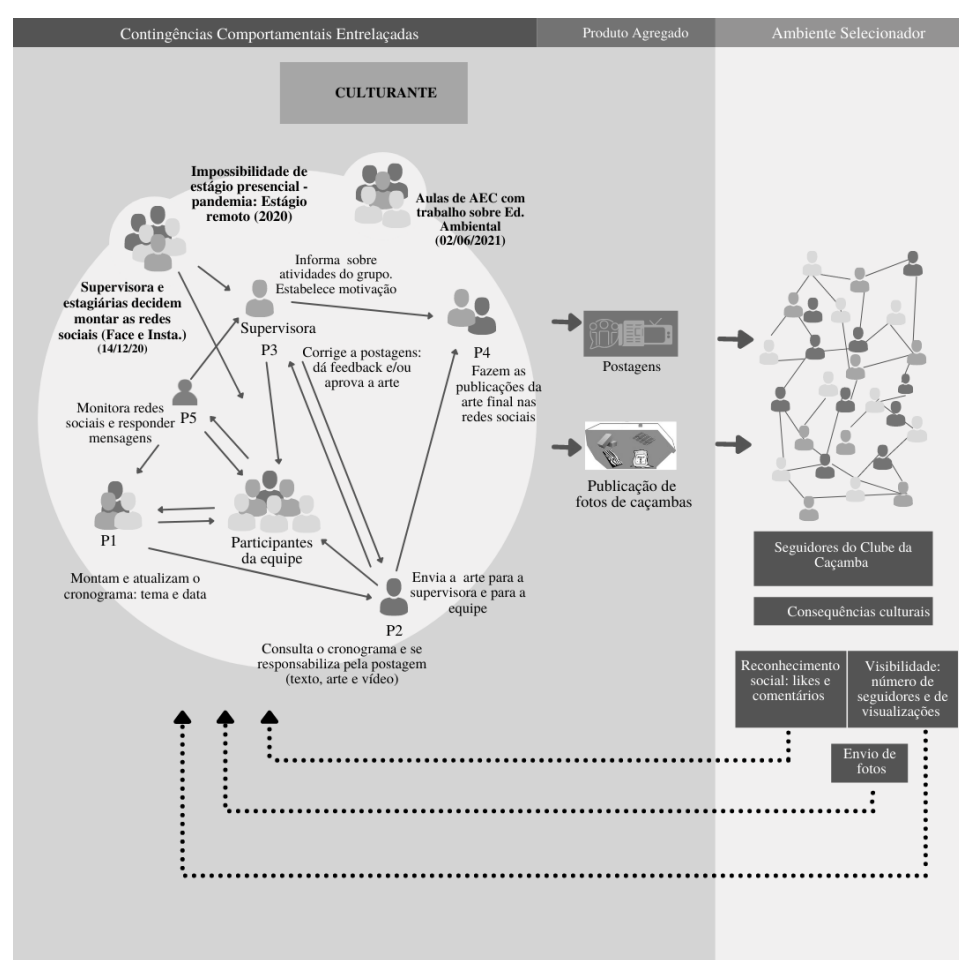 Contingências Comportamentais Entrelaçadas
Produto Agregado
Ambiente Selecionador
CULTURANTE
Impossibilidade de
estágio presencial -
pandemia: Estágio
remoto (2020)
Aulas de AEC com
trabalho sobre Ed.
Ambiental
(02/06/2021)
Supervisora e
estagiárias decidem
montar as redes
sociais (Face e Insta.)
(14/12/20)
Informa sobre
atividades do grupo.
Estabelece motivação
Supervisora
P3
Corrige a postagens:
dá feedback e/ou
aprova a arte
P4
Fazem as
publicações da
arte final nas
redes sociais
P5
Monitora redes
sociais e responder
mensagens
P1
Montam e atualizam o
cronograma: tema e data
Participantes
da equipe
Envia a arte para a
supervisora e para a
equipe
P2
Consulta o cronograma e se
responsabiliza pela postagem
(texto, arte e vídeo)
Postagens
Publicação de
fotos de caçambas
Seguidores do Clube da
Caçamba
Consequências culturais
Reconhecimento
social: likes e
comentários
Visibilidade:
número de
seguidores e de
visualizações
Envio de
fotos